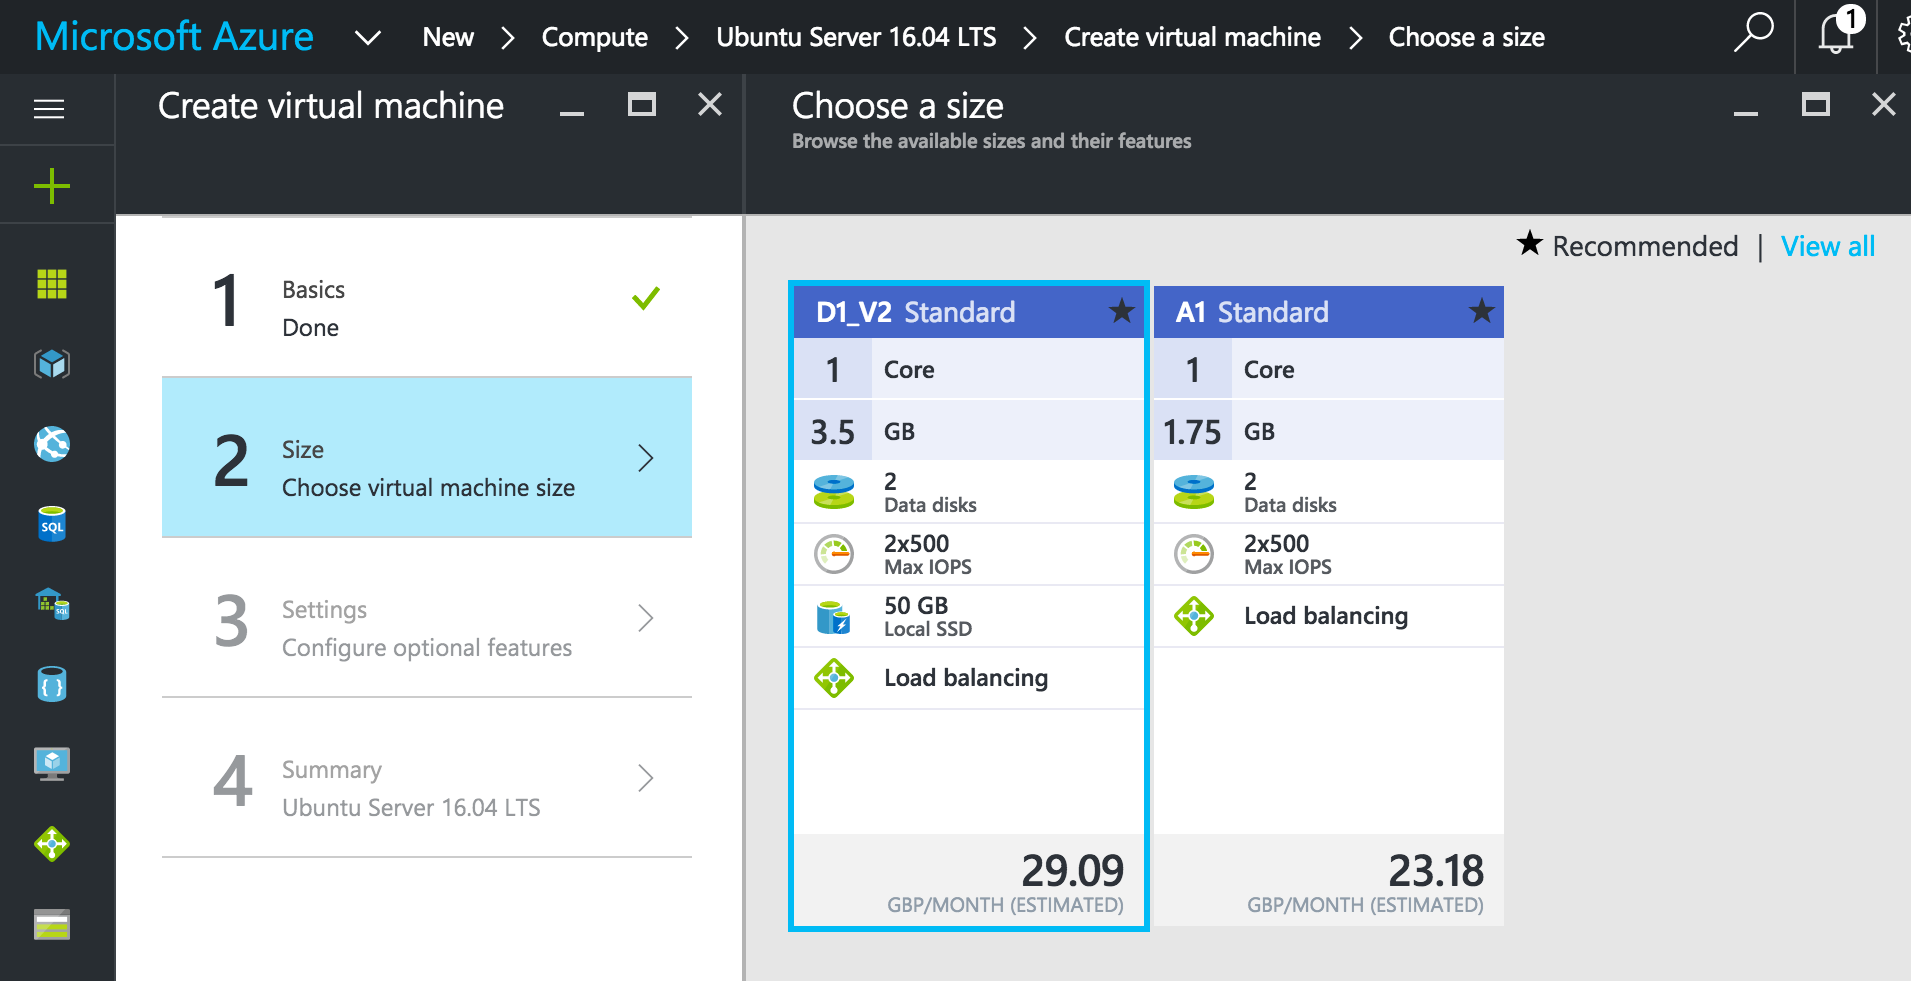 Microsoft Azure New Compute Ubuntu Server 16.04 LTS Create virtual machine Choose a size 1
Create virtual machine
1 Basics
Done
2 Size
Choose virtual machine size
3 Settings
Configure optional features
4 Summary
Ubuntu Server 16.04 LTS
SQL
SQL
{ }
Choose a size
Browse the available sizes and their features
Recommended | View all
D1_V2 Standard
1 Core
3.5 GB
2
Data disks
2x500
Max IOPS
50 GB
Local SSD
Load balancing
29.09
GBP/MONTH (ESTIMATED)
A1 Standard
1 Core
1.75 GB
2
Data disks
2x500
Max IOPS
Load balancing
23.18
GBP/MONTH (ESTIMATED)